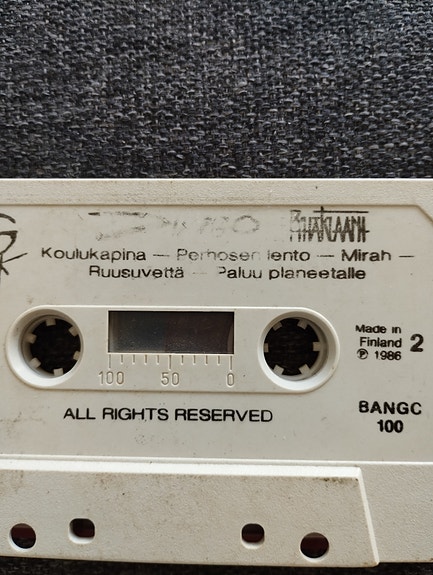 Piratklaani
Koulukapina — Perhosen lento — Mirah —
Ruusuvettä — Paluu planeetalle
Made in
Finland
℗ 1986
2
100 50 0
ALL RIGHTS RESERVED
BANGC
100